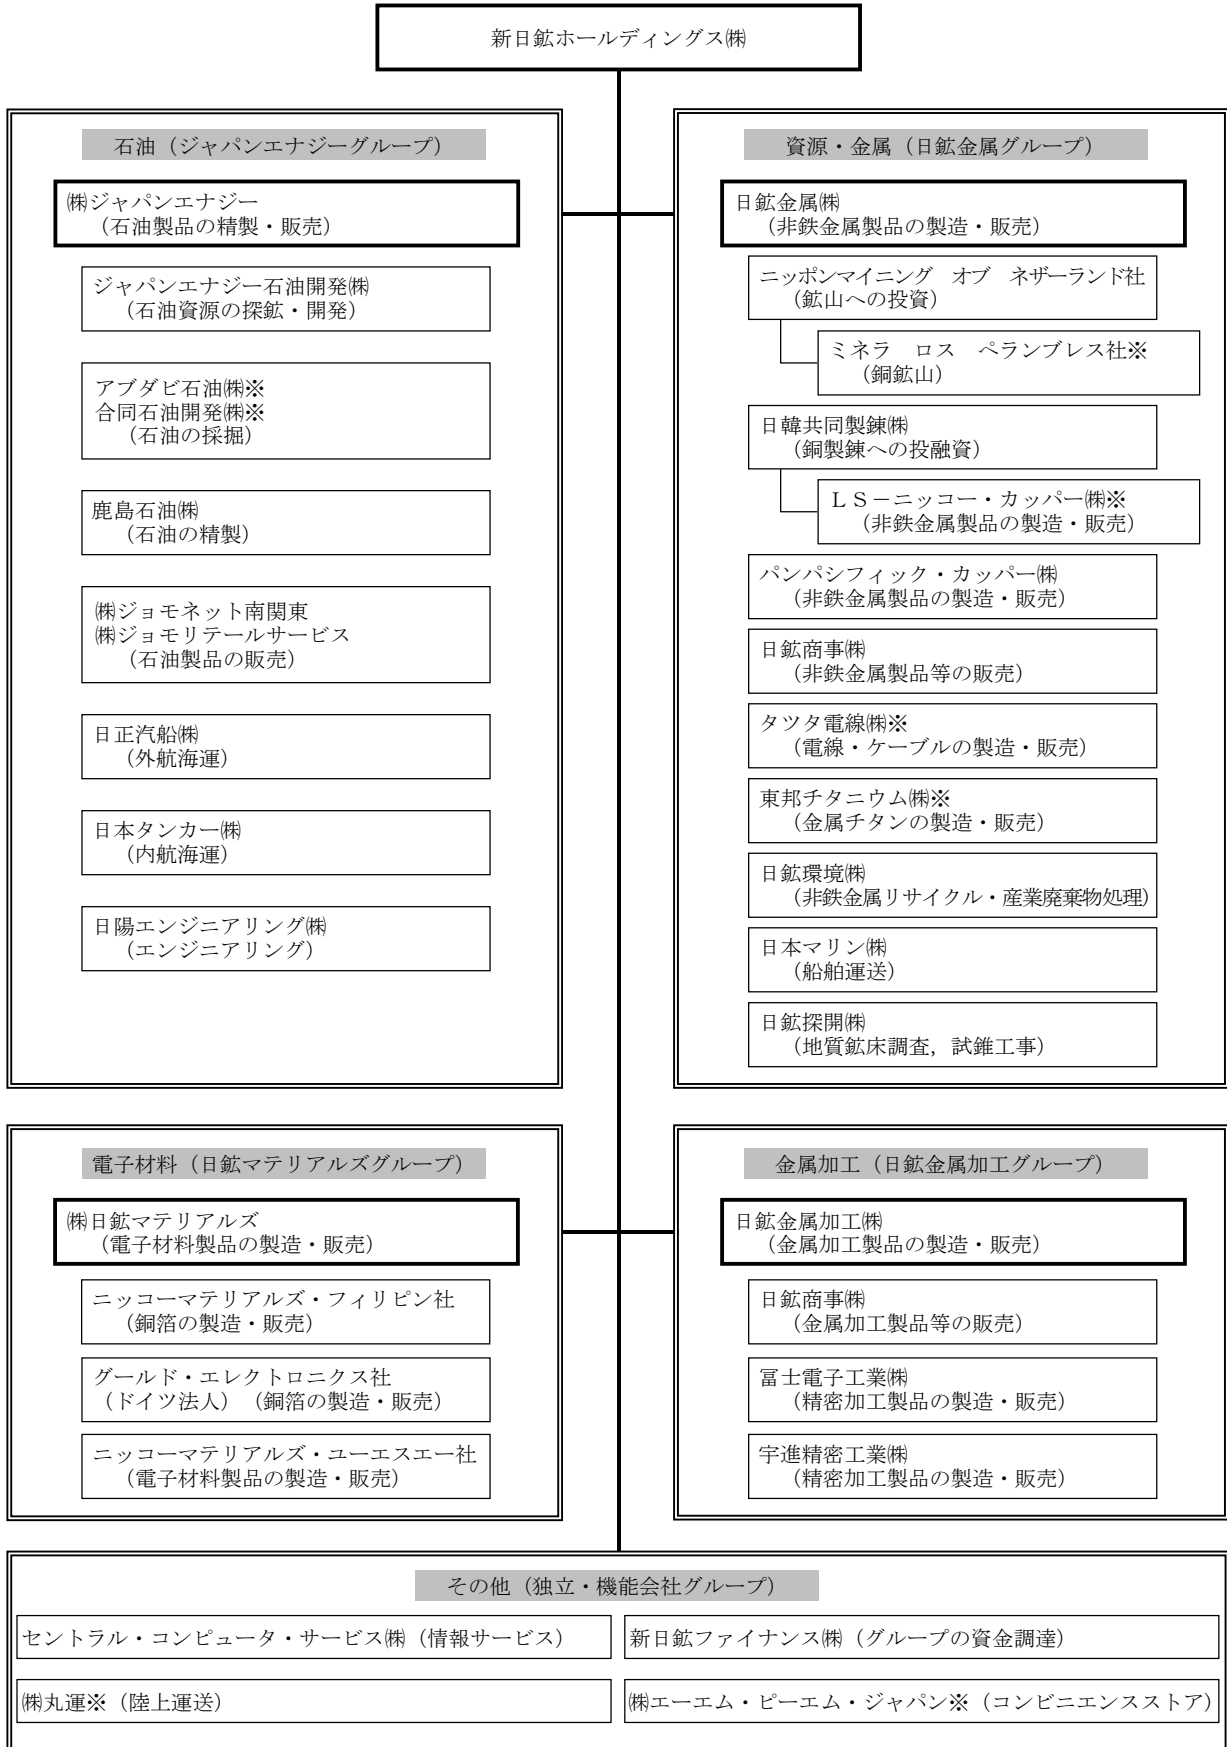 新日鉱ホールディングス㈱
石油（ジャパンエナジーグループ）
㈱ジャパンエナジー
（石油製品の精製・販売）
ジャパンエナジー石油開発㈱
（石油資源の探鉱・開発）
アブダビ石油㈱※
合同石油開発㈱※
（石油の採掘）
鹿島石油㈱
（石油の精製）
㈱ジョモネット南関東
㈱ジョモリテールサービス
（石油製品の販売）
日正汽船㈱
（外航海運）
日本タンカー㈱
（内航海運）
日陽エンジニアリング㈱
（エンジニアリング）
資源・金属（日鉱金属グループ）
日鉱金属㈱
（非鉄金属製品の製造・販売）
ニッポンマイニング　オブ　ネザーランド社
（鉱山への投資）
ミネラ　ロス　ペランブレス社※
（銅鉱山）
日韓共同製錬㈱
（銅製錬への投融資）
ＬＳ－ニッコー・カッパー㈱※
（非鉄金属製品の製造・販売）
パンパシフィック・カッパー㈱
（非鉄金属製品の製造・販売）
日鉱商事㈱
（非鉄金属製品等の販売）
タツタ電線㈱※
（電線・ケーブルの製造・販売）
東邦チタニウム㈱※
（金属チタンの製造・販売）
日鉱環境㈱
（非鉄金属リサイクル・産業廃棄物処理）
日本マリン㈱
（船舶運送）
日鉱探開㈱
（地質鉱床調査，試錐工事）
電子材料（日鉱マテリアルズグループ）
㈱日鉱マテリアルズ
（電子材料製品の製造・販売）
ニッコーマテリアルズ・フィリピン社
（銅箔の製造・販売）
グールド・エレクトロニクス社
（ドイツ法人）（銅箔の製造・販売）
ニッコーマテリアルズ・ユーエスエー社
（電子材料製品の製造・販売）
金属加工（日鉱金属加工グループ）
日鉱金属加工㈱
（金属加工製品の製造・販売）
日鉱商事㈱
（金属加工製品等の販売）
冨士電子工業㈱
（精密加工製品の製造・販売）
宇進精密工業㈱
（精密加工製品の製造・販売）
その他（独立・機能会社グループ）
セントラル・コンピュータ・サービス㈱（情報サービス）
新日鉱ファイナンス㈱（グループの資金調達）
㈱丸運※（陸上運送）
㈱エーエム・ピーエム・ジャパン※（コンビニエンスストア）